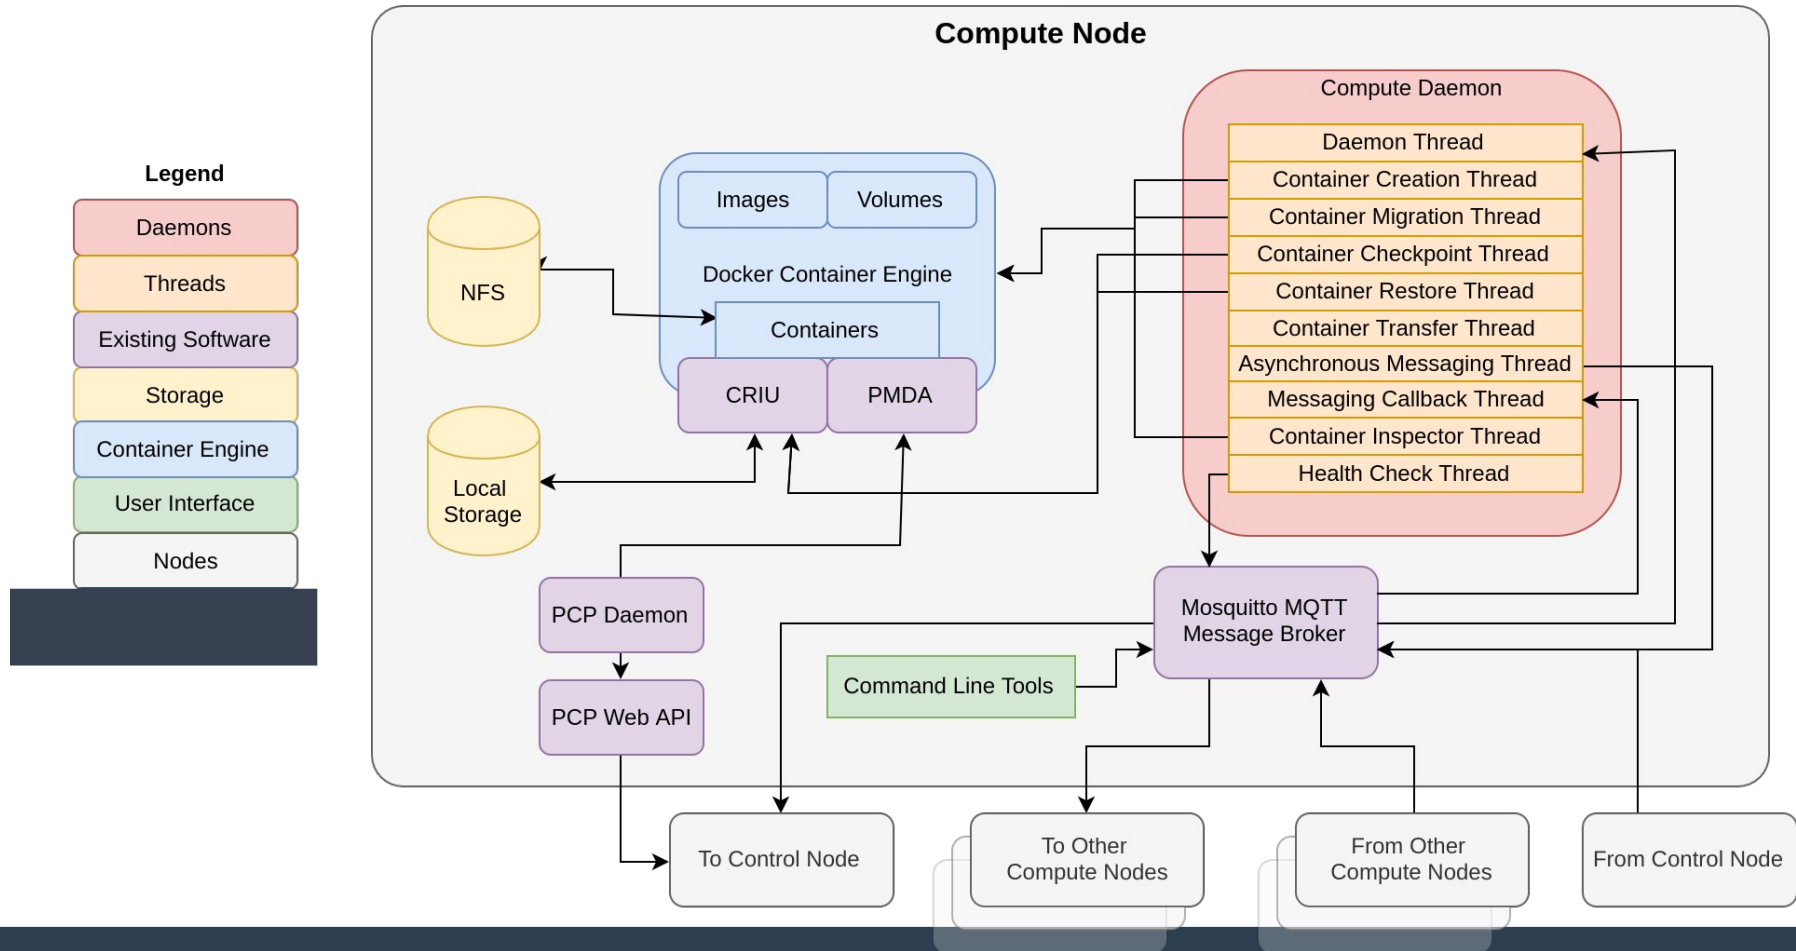 Compute Node
Legend
Daemons
Threads
Existing Software
Storage
Container Engine
User Interface
Nodes
NFS
Local
Storage
Images
Volumes
Docker Container Engine
Containers
CRIU
PMDA
Compute Daemon
Daemon Thread
Container Creation Thread
Container Migration Thread
Container Checkpoint Thread
Container Restore Thread
Container Transfer Thread
Asynchronous Messaging Thread
Messaging Callback Thread
Container Inspector Thread
Health Check Thread
PCP Daemon
PCP Web API
Mosquitto MQTT
Message Broker
Command Line Tools
To Control Node
To Other
Compute Nodes
From Other
Compute Nodes
From Control Node